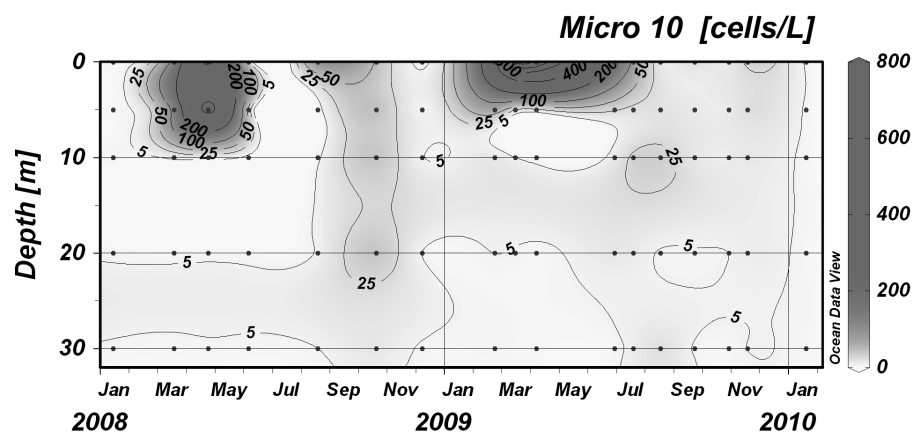 Micro 10 [cells/L]
0 25 200 100 5 25 50 400 200 50 800
50 200 100 25 50 100 25 5 600
5 25 5 25
10
Depth [m]
400
20 5 25 5 5
200
30 5 5
0
Ocean Data View
Jan Mar May Jul Sep Nov Jan Mar May Jul Sep Nov Jan
2008 2009 2010